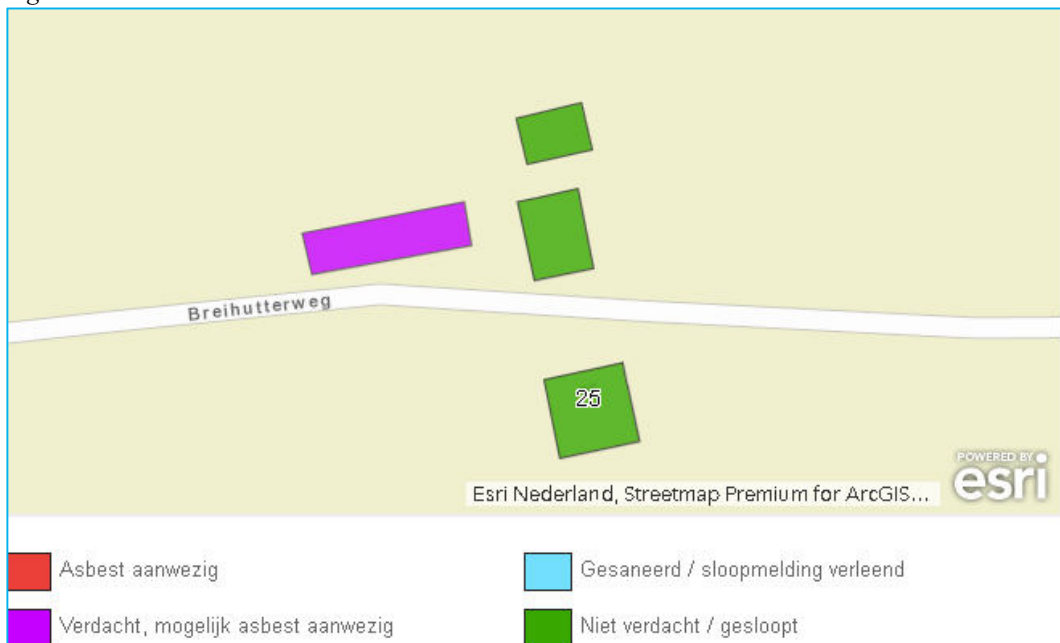 Breihutterweg
25
POWERED BY
esri
Esri Nederland, Streetmap Premium for ArcGIS...
Asbest aanwezig
Gesaneerd / sloopmelding verleend
Verdacht, mogelijk asbest aanwezig
Niet verdacht / gesloopt